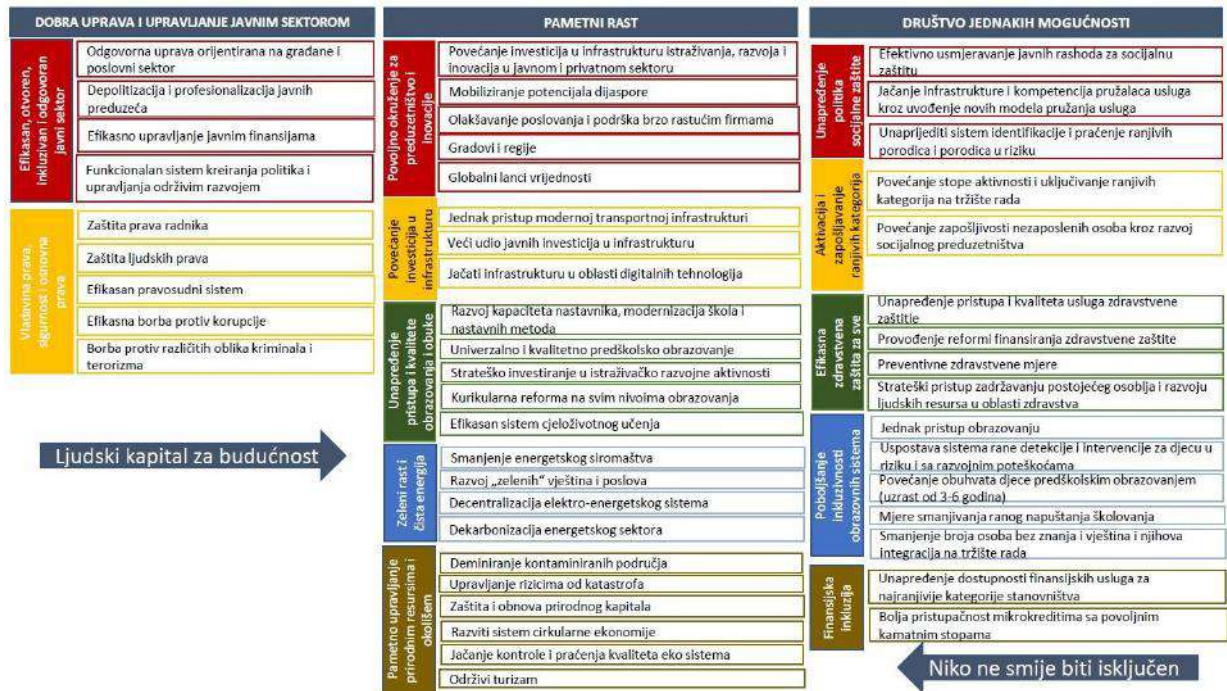 DOBRA UPRAVA I UPRAVLJANJE JAVNIM SEKTOROM
Efikasan, otvoren,
inkluzivan i odgovoran
javni sektor
Odgovorna uprava orijentirana na građane i
poslovni sektor
Depolitizacija i profesionalizacija javnih
preduzeća
Efikasno upravljanje javnim finansijama
Funkcionalan sistem kreiranja politika i
upravljanja održivim razvojem
Vladavina prava,
sigurnost i osnovna
prava
Zaštita prava radnika
Zaštita ljudskih prava
Efikasan pravosudni sistem
Efikasna borba protiv korupcije
Borba protiv različitih oblika kriminala i
terorizma
Ljudski kapital za budućnost
PAMETNI RAST
Povoljno okruženje za
preduzetništvo i
inovacije
Povećanje investicija u infrastrukturu istraživanja, razvoja i
inovacija u javnom i privatnom sektoru
Mobiliziranje potencijala dijaspore
Olakšavanje poslovanja i podrška brzo rastućim firmama
Gradovi i regije
Globalni lanci vrijednosti
Povećanje
investicija u
infrastrukturu
Jednak pristup modernoj transportnoj infrastrukturi
Veći udio javnih investicija u infrastrukturu
Jačati infrastrukturu u oblasti digitalnih tehnologija
Unapređenje
pristupa i kvalitete
obrazovanja i obuke
Razvoj kapaciteta nastavnika, modernizacija škola i
nastavnih metoda
Univerzalno i kvalitetno predškolsko obrazovanje
Strateško investiranje u istraživačko razvojne aktivnosti
Kurikularna reforma na svim nivoima obrazovanja
Efikasan sistem cjeloživotnog učenja
Zeleni rast i
čista energija
Smanjenje energetskog siromaštva
Razvoj „zelenih“ vještina i poslova
Decentralizacija elektro-energetskog sistema
Dekarbonizacija energetskog sektora
Pametno upravljanje
prirodnim resursima i
okolišem
Deminiranje kontaminiranih područja
Upravljanje rizicima od katastrofa
Zaštita i obnova prirodnog kapitala
Razviti sistem cirkularne ekonomije
Jačanje kontrole i praćenja kvaliteta eko sistema
Održivi turizam
DRUŠTVO JEDNAKIH MOGUĆNOSTI
Unapređenje
politika
socijalne zaštite
Efektivno usmjeravanje javnih rashoda za socijalnu
zaštitu
Jačanje infrastrukture i kompetencija pružalaca usluga
kroz uvođenje novih modela pružanja usluga
Unaprijediti sistem identifikacije i praćenje ranjivih
porodica i porodica u riziku
Aktivacija i
zapošljavanje
ranjivih kategorija
Povećanje stope aktivnosti i uključivanje ranjivih
kategorija na tržište rada
Povećanje zapošljivosti nezaposlenih osoba kroz razvoj
socijalnog preduzetništva
Efikasna
zdravstvena
zaštita za sve
Unapređenje pristupa i kvaliteta usluga zdravstvene
zaštitie
Provođenje reformi finansiranja zdravstvene zaštite
Preventivne zdravstvene mjere
Strateški pristup zadržavanju postojećeg osoblja i razvoju
ljudskih resursa u oblasti zdravstva
Poboljšanje
inkluzivnosti
obrazovnih sistema
Jednak pristup obrazovanju
Uspostava sistema rane detekcije i intervencije za djecu u
riziku i sa razvojnim poteškoćama
Povećanje obuhvata djece predškolskim obrazovanjem
(uzrast od 3-6 godina)
Mjere smanjivanja ranog napuštanja školovanja
Smanjenje broja osoba bez znanja i vještina i njihova
integracija na tržište rada
Finansijska
inkluzija
Unapređenje dostupnosti finansijskih usluga za
najranjivije kategorije stanovništva
Bolja pristupačnost mikrokreditima sa povoljnim
kamatnim stopama
Niko ne smije biti isključen